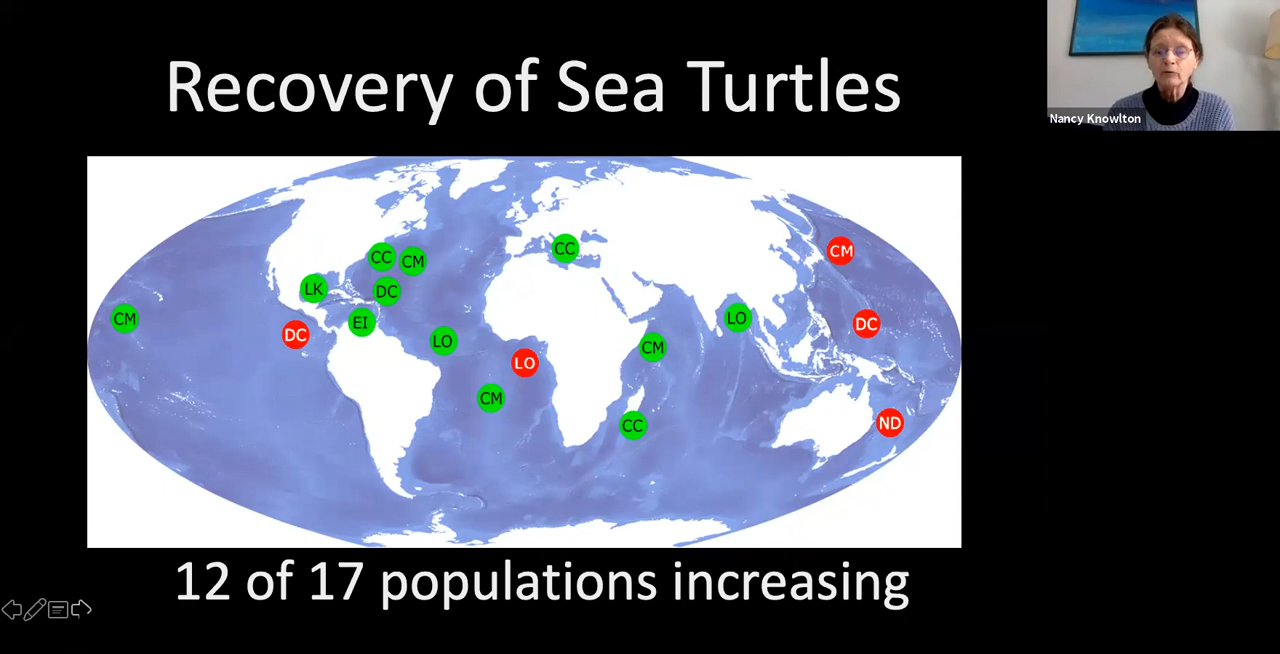 Recovery of Sea Turtles
Nancy Knowlton
CC
CM
CC
CM
LK
DC
CM
EI
DC
LO
LO
CM
LO
DC
CM
CC
ND
12 of 17 populations increasing